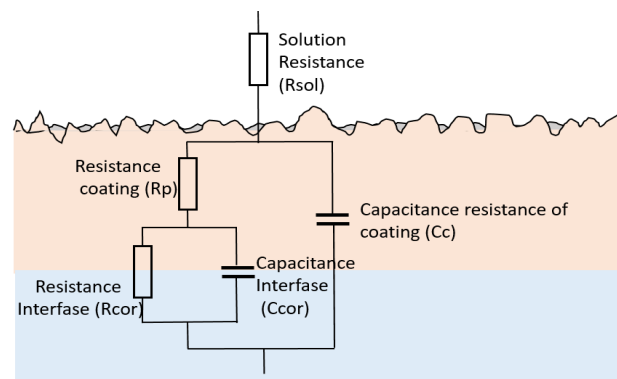 Solution
Resistance
(Rsol)
Resistance
coating (Rp)
Capacitance resistance of
coating (Cc)
Resistance
Interfase (Rcor)
Capacitance
Interfase
(Ccor)